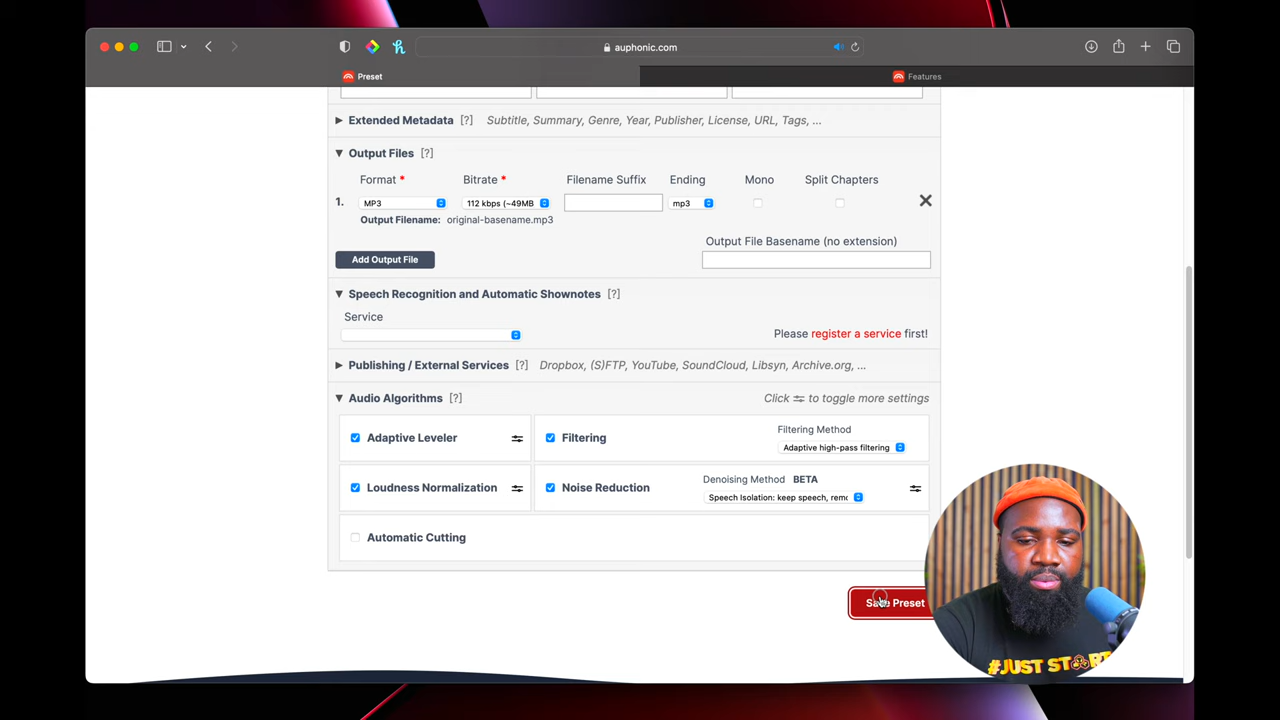 auphonic.com
Preset
Features
Extended Metadata [?] Subtitle, Summary, Genre, Year, Publisher, License, URL, Tags, ...
Output Files [?]
Format * Bitrate * Filename Suffix Ending Mono Split Chapters
1. MP3 112 kbps (~49MB mp3
Output Filename: original-basename.mp3
Output File Basename (no extension)
Add Output File
Speech Recognition and Automatic Shownotes [?]
Service
Please register a service first!
Publishing / External Services [?] Dropbox, (S)FTP, YouTube, SoundCloud, Libsyn, Archive.org, ...
Audio Algorithms [?] Click to toggle more settings
Adaptive Leveler Filtering
Filtering Method
Adaptive high-pass filtering
Loudness Normalization Noise Reduction
Denoising Method BETA
Speech Isolation: keep speech, remo
Automatic Cutting
Save Preset
#JUST START